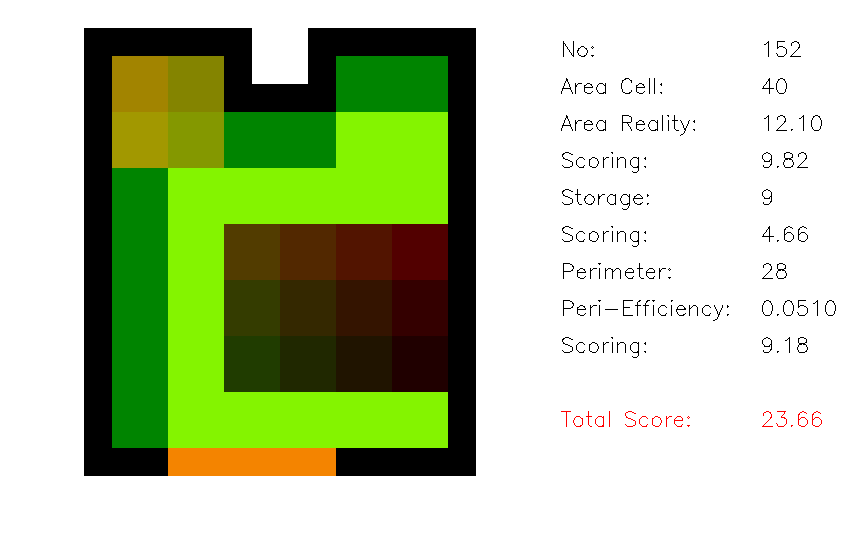 No: 152
Area Cell: 40
Area Reality: 12.10
Scoring: 9.82
Storage: 9
Scoring: 4.66
Perimeter: 28
Peri-Efficiency: 0.0510
Scoring: 9.18
Total Score: 23.66